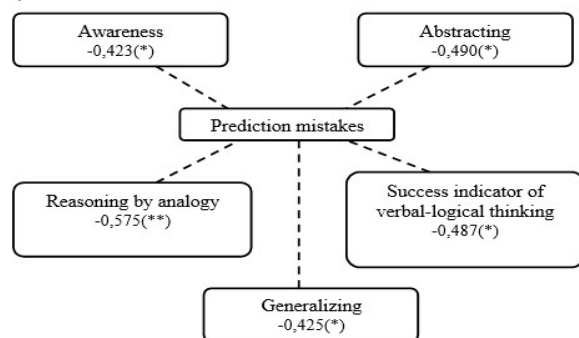 Awareness
-0,423(*)
Abstracting
-0,490(*)
Prediction mistakes
Reasoning by analogy
-0,575(**)
Success indicator of
verbal-logical thinking
-0,487(*)
Generalizing
-0,425(*)